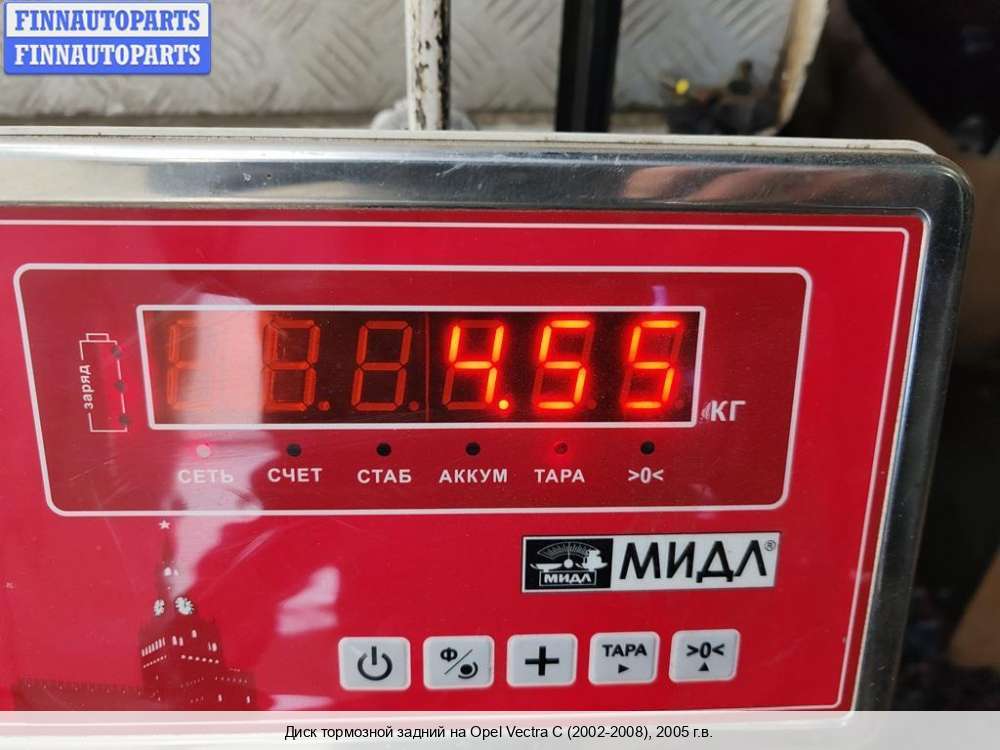 FINNAUTOPARTS
FINNAUTOPARTS
заряд
4.55
КГ
СЕТЬ СЧЕТ СТАБ АККУМ ТАРА >0<
МИДЛ
МИДЛ®
Ф
ТАРА
>0<
Диск тормозной задний на Opel Vectra C (2002-2008), 2005 г.в.